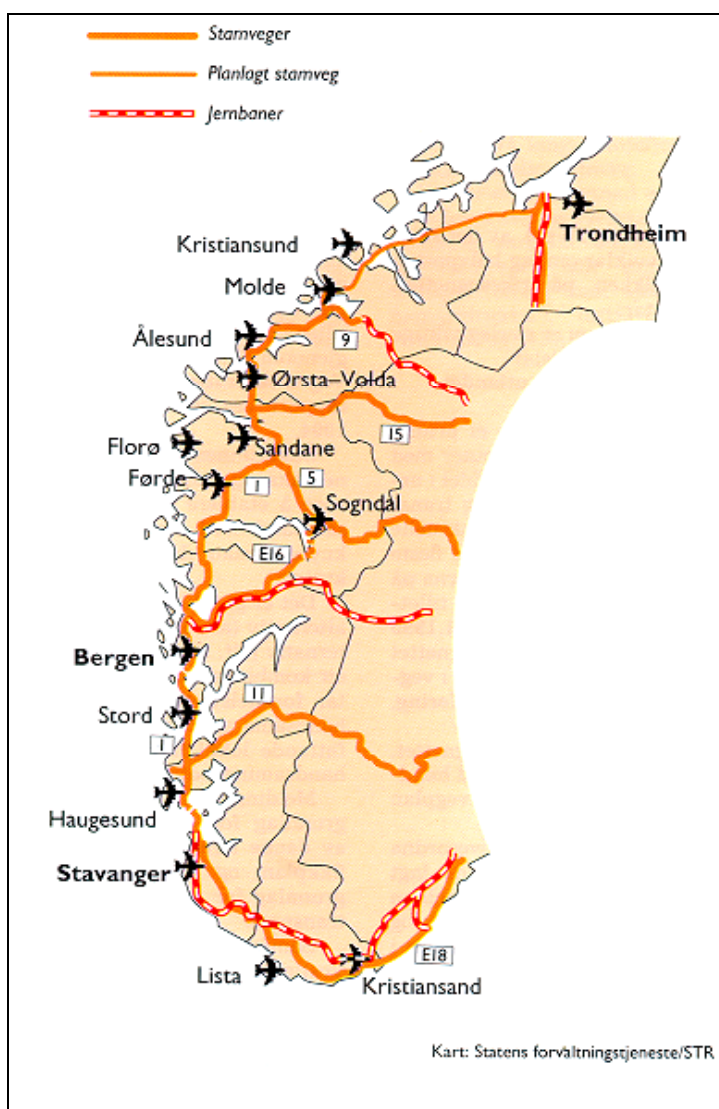 Stamveger
Planlagt stamveg
Jernbaner
Trondheim
Kristiansund
Molde
Ålesund
9
Ørsta–Volda
15
Florø
Sandane
Førde
1
5
Sogndal
E16
Bergen
11
Stord
1
Haugesund
Stavanger
E18
Lista
Kristiansand
Kart: Statens forvaltningstjeneste/STR